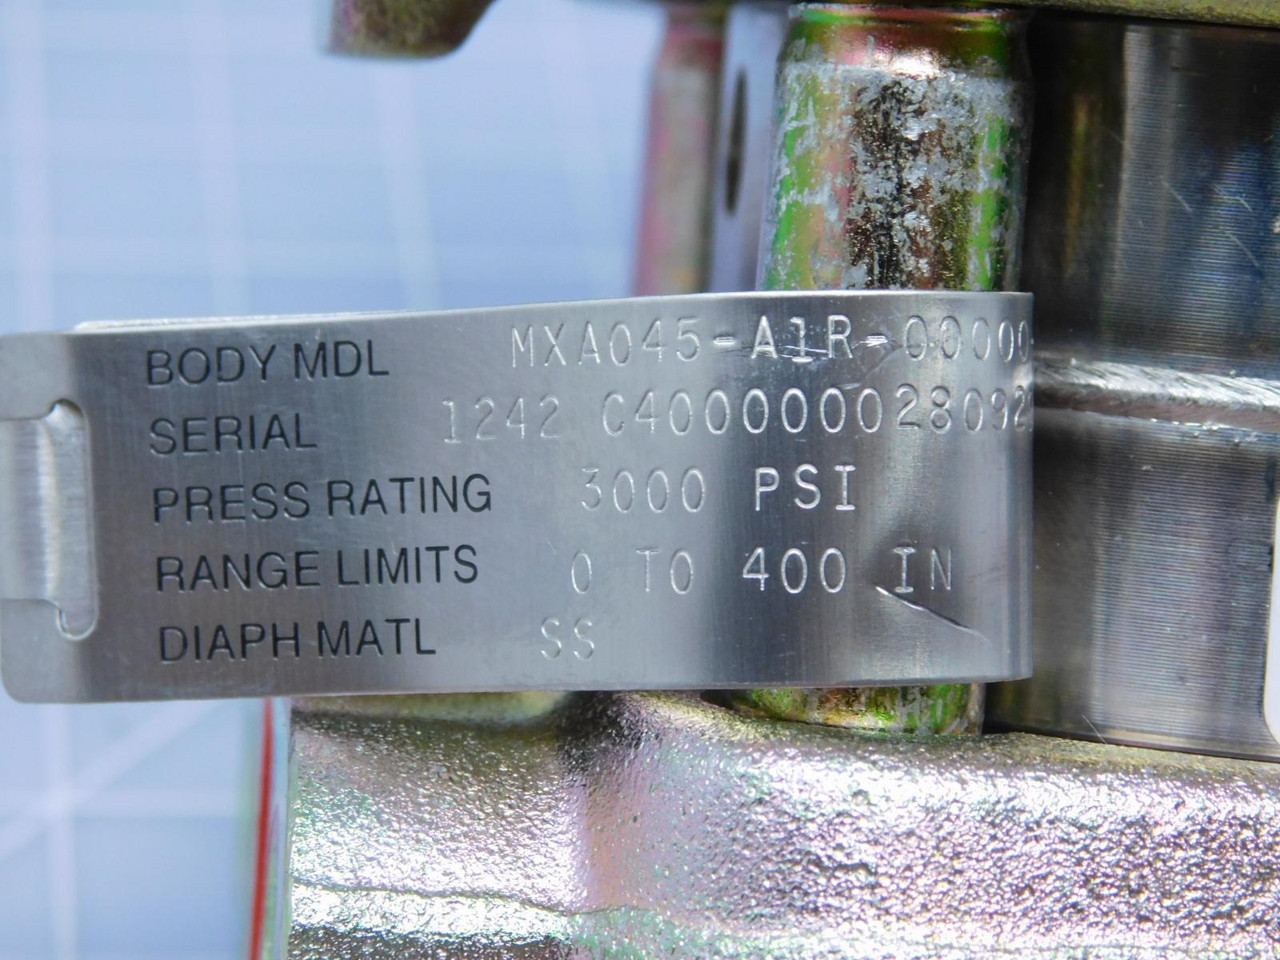 BODY MDL MXA045-A1R-00000-
SERIAL 1242 C400000028092
PRESS RATING 3000 PSI
RANGE LIMITS 0 TO 400 IN
DIAPH MATL SS